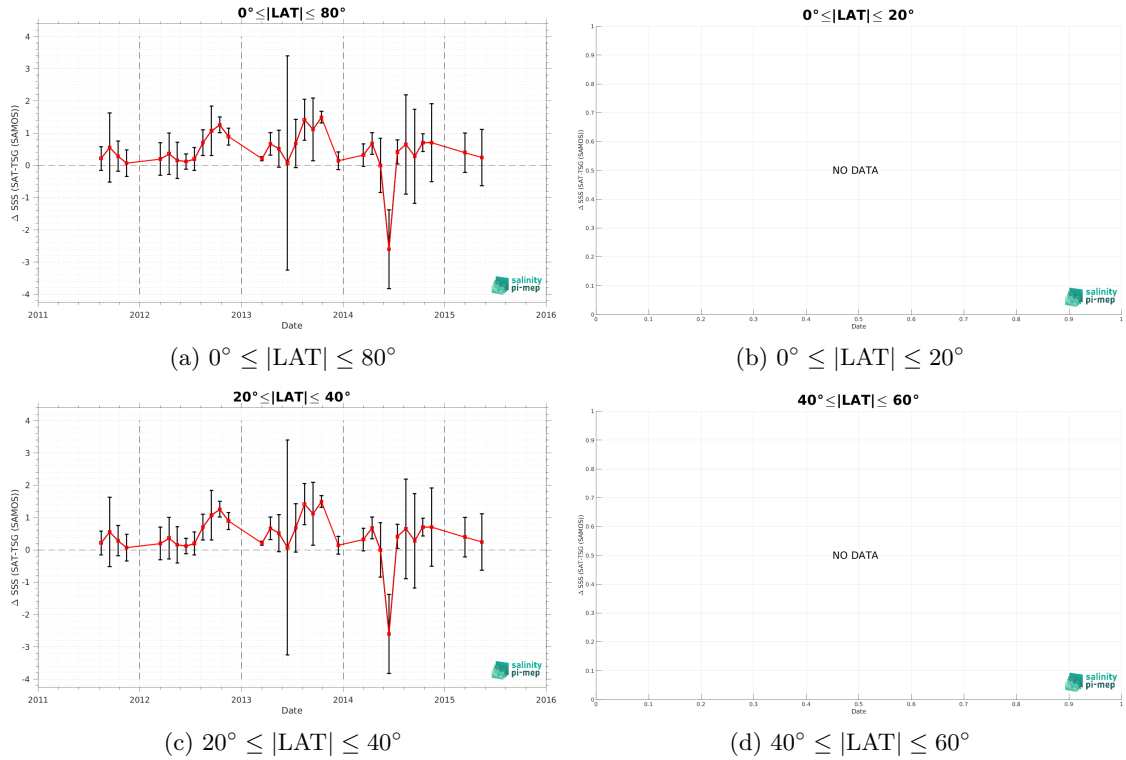 0°≤|LAT|≤ 80°
4
3
2
1
0
-1
-2
-3
-4
Δ SSS (SAT-TSG (SAMOS))
2011 2012 2013 2014 2015 2016
Date
salinity
pi-mep
(a) 0° ≤ |LAT| ≤ 80°
0°≤|LAT|≤ 20°
1
0.9
0.8
0.7
0.6
0.5
0.4
0.3
0.2
0.1
0
Δ SSS (SAT-TSG (SAMOS))
NO DATA
0 0.1 0.2 0.3 0.4 0.5 0.6 0.7 0.8 0.9 1
Date
salinity
pi-mep
(b) 0° ≤ |LAT| ≤ 20°
20°≤|LAT|≤ 40°
4
3
2
1
0
-1
-2
-3
-4
Δ SSS (SAT-TSG (SAMOS))
2011 2012 2013 2014 2015 2016
Date
salinity
pi-mep
(c) 20° ≤ |LAT| ≤ 40°
40°≤|LAT|≤ 60°
1
0.9
0.8
0.7
0.6
0.5
0.4
0.3
0.2
0.1
0
Δ SSS (SAT-TSG (SAMOS))
NO DATA
0 0.1 0.2 0.3 0.4 0.5 0.6 0.7 0.8 0.9 1
Date
salinity
pi-mep
(d) 40° ≤ |LAT| ≤ 60°